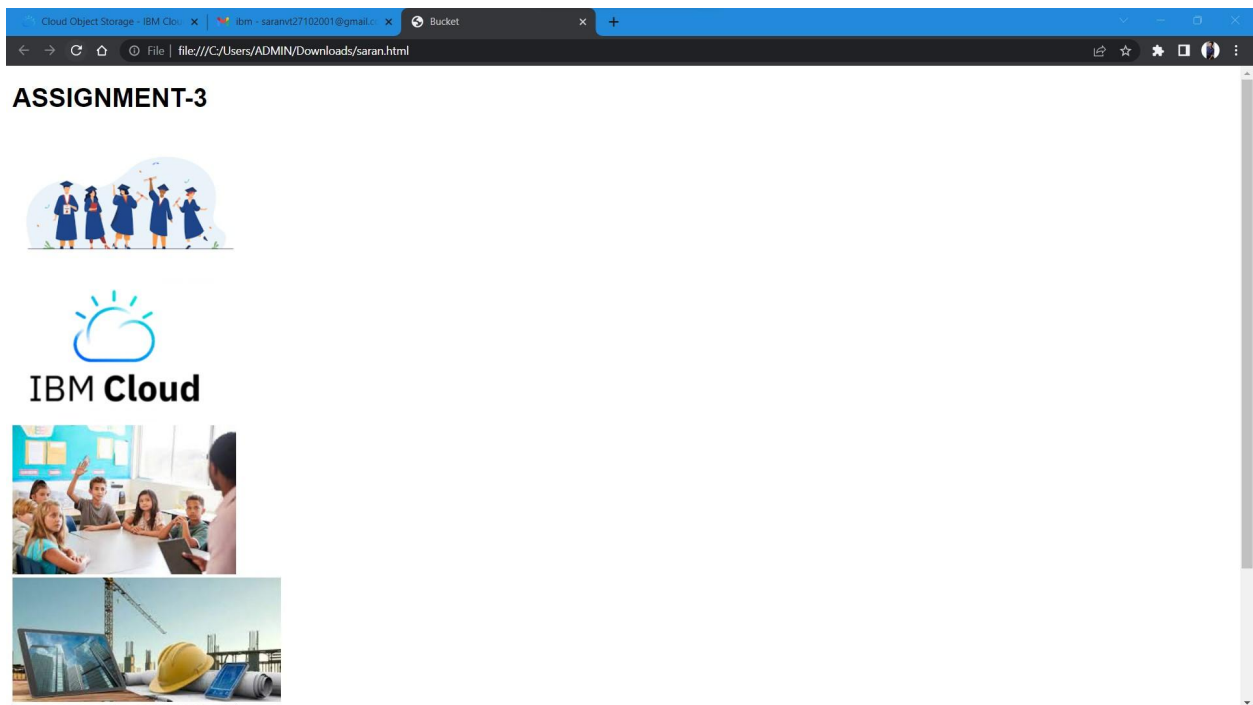 Cloud Object Storage - IBM Clou
ibm - saranvt27102001@gmail.c
Bucket
File | file:///C:/Users/ADMIN/Downloads/saran.html
ASSIGNMENT-3
IBM Cloud